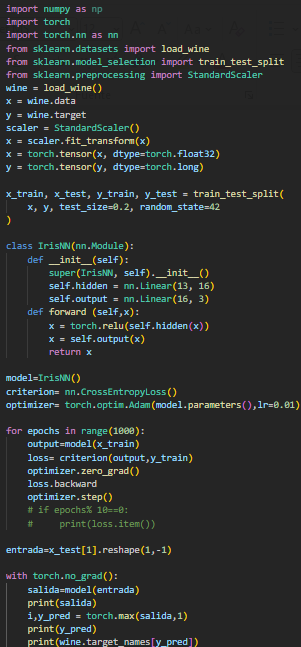 import numpy as np
import torch
import torch.nn as nn
from sklearn.datasets import load_wine
from sklearn.model_selection import train_test_split
from sklearn.preprocessing import StandardScaler
wine = load_wine()
x = wine.data
y = wine.target
scaler = StandardScaler()
x = scaler.fit_transform(x)
x = torch.tensor(x, dtype=torch.float32)
y = torch.tensor(y, dtype=torch.long)

x_train, x_test, y_train, y_test = train_test_split(
    x, y, test_size=0.2, random_state=42
)

class IrisNN(nn.Module):
    def __init__(self):
        super(IrisNN, self).__init__()
        self.hidden = nn.Linear(13, 16)
        self.output = nn.Linear(16, 3)
    def forward (self,x):
        x = torch.relu(self.hidden(x))
        x = self.output(x)
        return x

model=IrisNN()
criterion= nn.CrossEntropyLoss()
optimizer= torch.optim.Adam(model.parameters(),lr=0.01)

for epochs in range(1000):
    output=model(x_train)
    loss= criterion(output,y_train)
    optimizer.zero_grad()
    loss.backward
    optimizer.step()
    # if epochs% 10==0:
    #     print(loss.item())

entrada=x_test[1].reshape(1,-1)

with torch.no_grad():
    salida=model(entrada)
    print(salida)
    i,y_pred = torch.max(salida,1)
    print(y_pred)
    print(wine.target_names[y_pred])